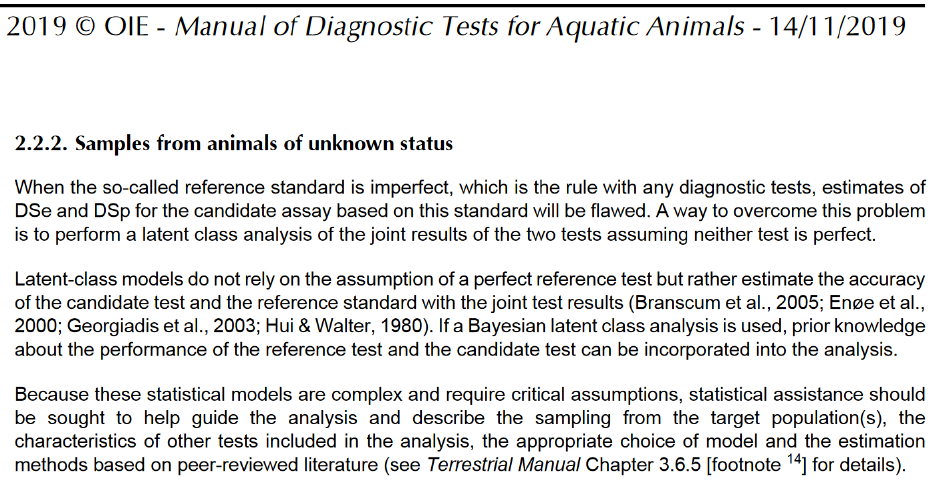 2019 © OIE - Manual of Diagnostic Tests for Aquatic Animals - 14/11/2019
2.2.2. Samples from animals of unknown status
When the so-called reference standard is imperfect, which is the rule with any diagnostic tests, estimates of
DSe and DSp for the candidate assay based on this standard will be flawed. A way to overcome this problem
is to perform a latent class analysis of the joint results of the two tests assuming neither test is perfect.
Latent-class models do not rely on the assumption of a perfect reference test but rather estimate the accuracy
of the candidate test and the reference standard with the joint test results (Branscum et al., 2005; Enøe et al.,
2000; Georgiadis et al., 2003; Hui & Walter, 1980). If a Bayesian latent class analysis is used, prior knowledge
about the performance of the reference test and the candidate test can be incorporated into the analysis.
Because these statistical models are complex and require critical assumptions, statistical assistance should
be sought to help guide the analysis and describe the sampling from the target population(s), the
characteristics of other tests included in the analysis, the appropriate choice of model and the estimation
methods based on peer-reviewed literature (see Terrestrial Manual Chapter 3.6.5 [footnote 14] for details).